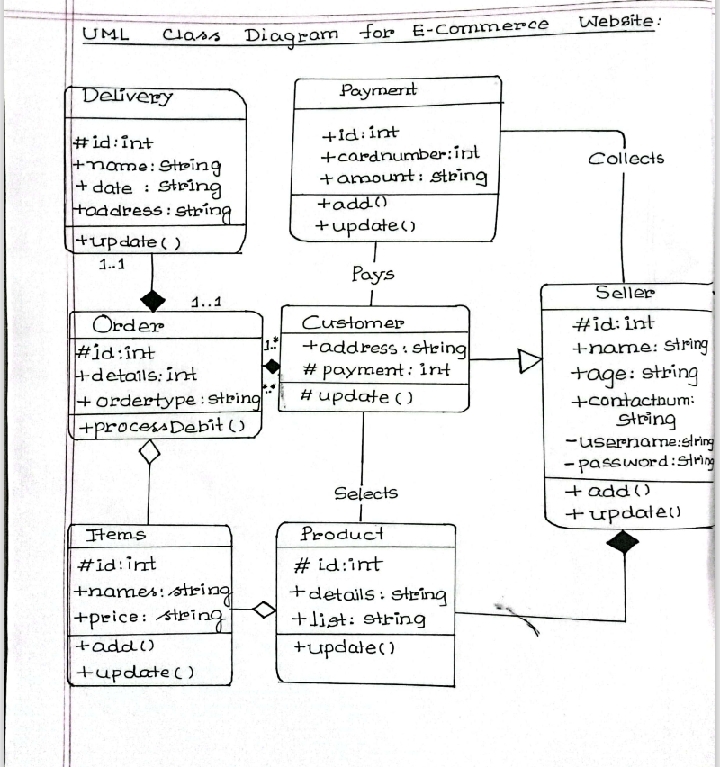 UML Class Diagram for E-Commerce Website:
Delivery
#id:int
+name:String
+date : String
+address:string
+update()
1..1
Payment
+id:int
+cardnumber:int
+amount: string
+add()
+update()
Collects
Pays
1..1
Order
#id:int
+details:int
+ordertype:string
+processDebit()
1..*
*..*
Customer
+address:string
# payment: int
# update()
Seller
#id:int
+name: string
+age: string
+contactnum:
string
-username:string
-password:string
+add()
+update()
Selects
Items
#id:int
+names:string
+price: string
+add()
+update()
Product
# id:int
+details: string
+list: string
+update()